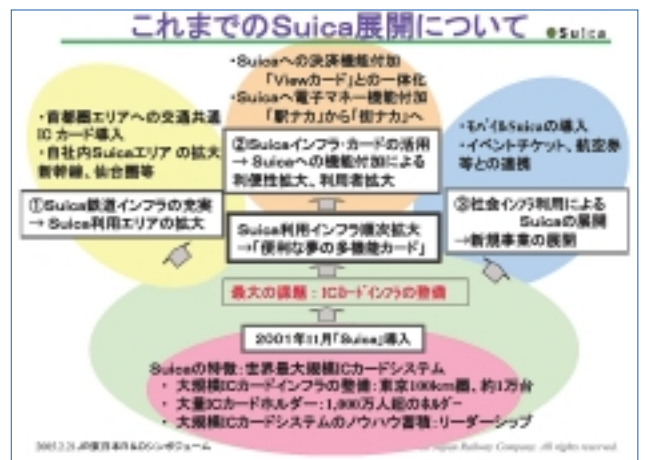 これまでのSuica展開について
Suica
・Suicaへの決済機能付加
「Viewカード」との一体化
・Suicaへ電子マネー機能付加
「駅ナカ」から「街ナカ」へ
・首都圏エリアへの交通共通
ICカード導入
・自社内Suicaエリアの拡大
新幹線、仙台圏等
②Suicaインフラ・カードの活用
→ Suicaへの機能付加による
利便性拡大、利用者拡大
・モバイルSuicaの導入
・イベントチケット、航空券
等との連携
①Suica鉄道インフラの充実
→ Suica利用エリアの拡大
Suica利用インフラ順次拡大
→「便利な夢の多機能カード」
③社会インフラ利用による
Suicaの展開
→新規事業の展開
最大の課題：ICカードインフラの整備
2001年11月「Suica」導入
Suicaの特徴：世界最大規模ICカードシステム
・ 大規模ICカードインフラの整備：東京100km圏、約1万台
・ 大量ICカードホルダー：1,000万人超のホルダー
・ 大規模ICカードシステムのノウハウ蓄積：リーダーシップ
JR東日本R&Dシンポジューム
Japan Railway Company. All rights reserved.